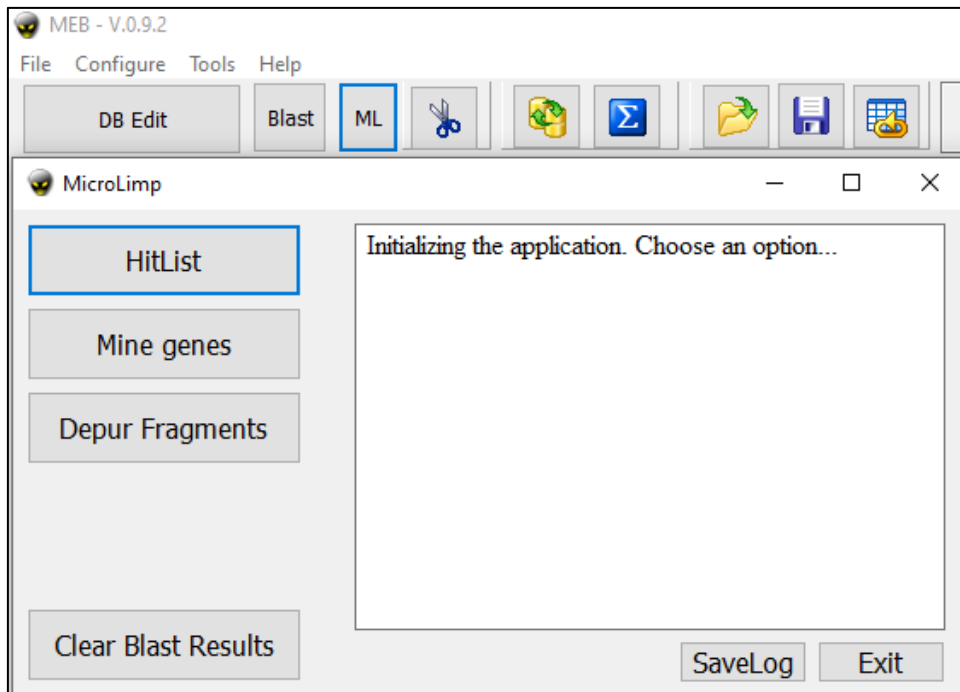 MEB - V.0.9.2
File Configure Tools Help
DB Edit Blast ML Σ
MicroLimp
HitList
Initializing the application. Choose an option...
Mine genes
Depur Fragments
Clear Blast Results
SaveLog Exit